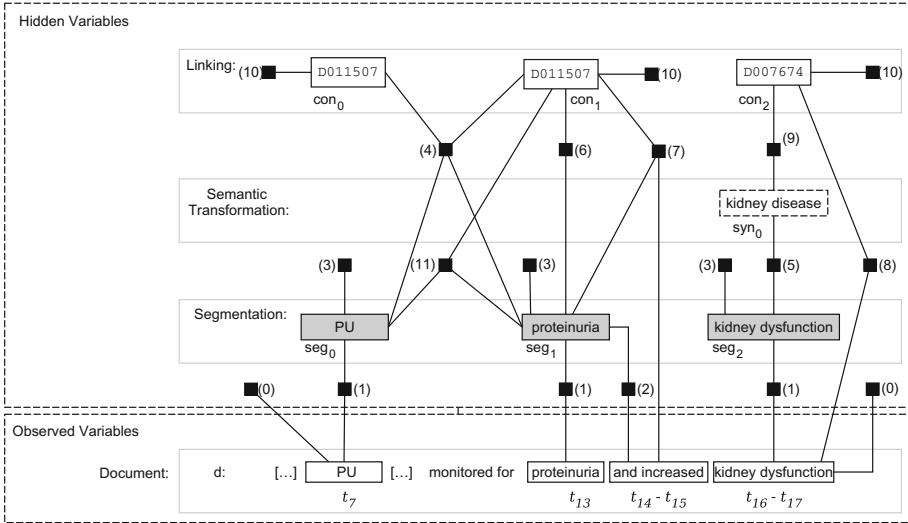 Hidden Variables
Linking: (10) D011507 D011507 (10) D007674 (10)
con0 con1 con2
(4) (6) (7) (9)
Semantic
Transformation:
kidney disease
syn0
(3) (11) (3) (3) (5) (8)
Segmentation: PU proteinuria kidney dysfunction
seg0 seg1 seg2
(0) (1) (1) (2) (1) (0)
Observed Variables
Document: d: [...] PU [...] monitored for proteinuria and increased kidney dysfunction
t7 t13 t14 - t15 t16 - t17